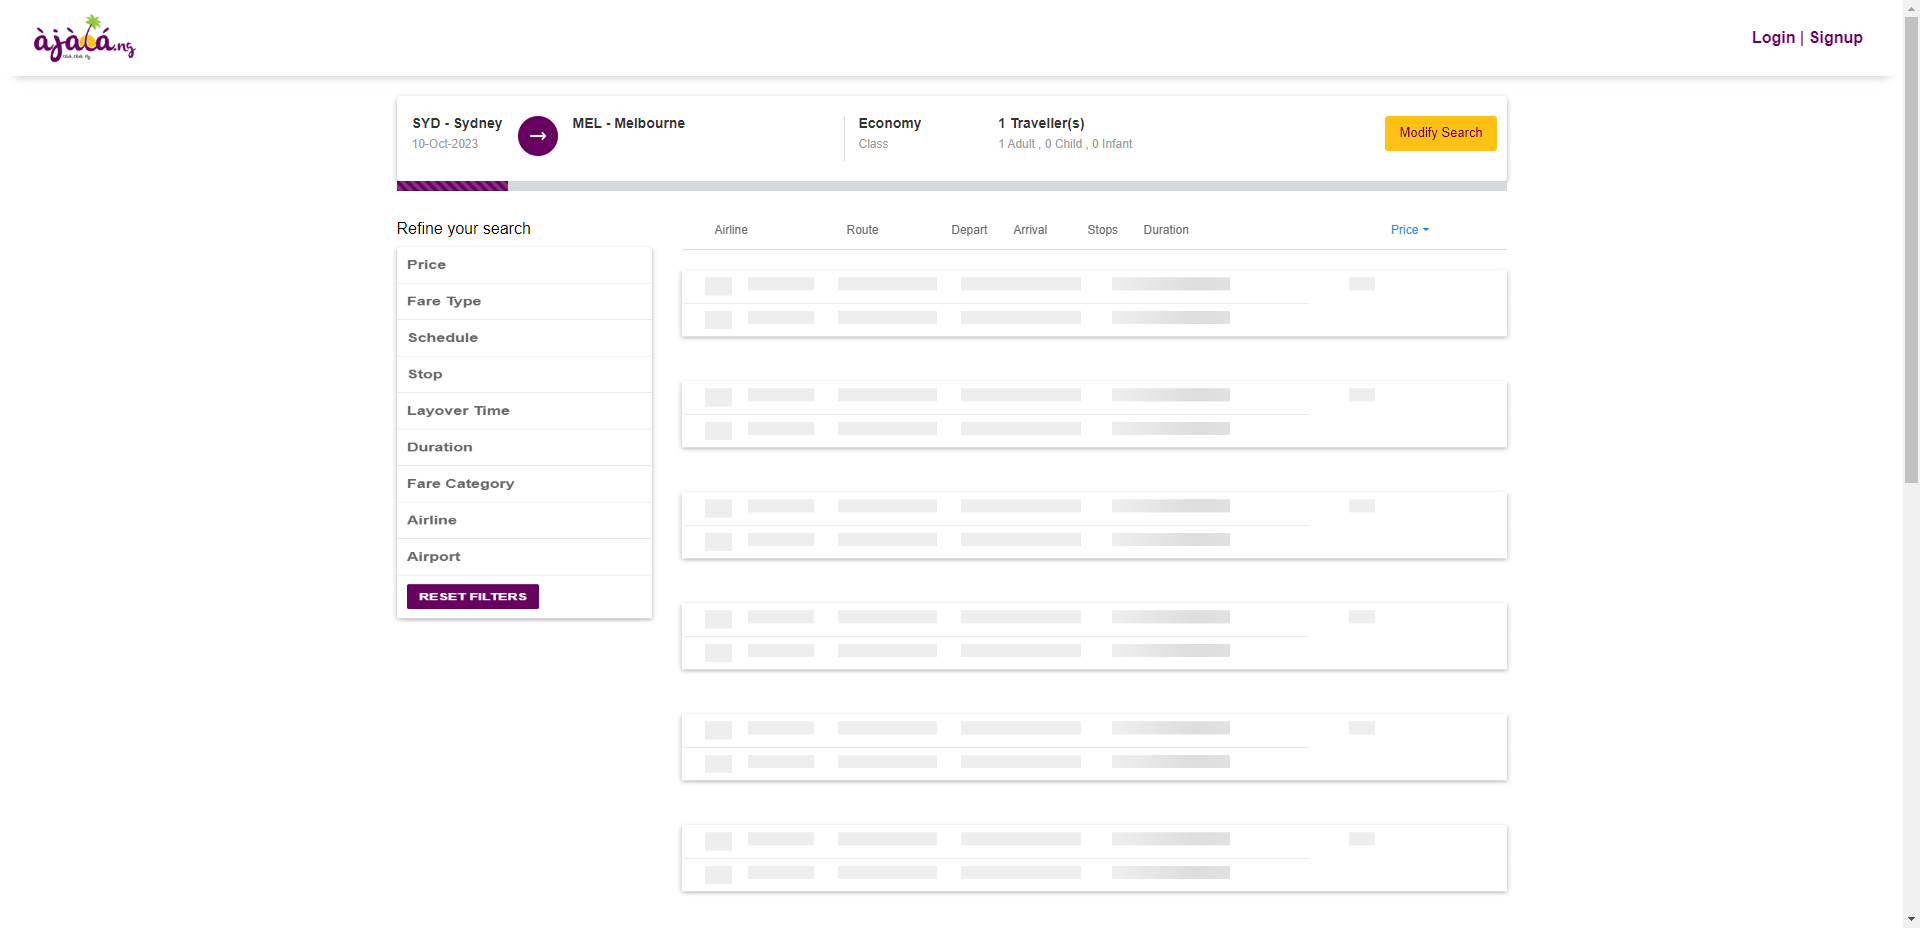 àjàlá.ng
Login | Signup
SYD - Sydney
10-Oct-2023
MEL - Melbourne
Economy
Class
1 Traveller(s)
1 Adult , 0 Child , 0 Infant
Modify Search
Refine your search
Price
Fare Type
Schedule
Stop
Layover Time
Duration
Fare Category
Airline
Airport
RESET FILTERS
Airline Route Depart Arrival Stops Duration Price